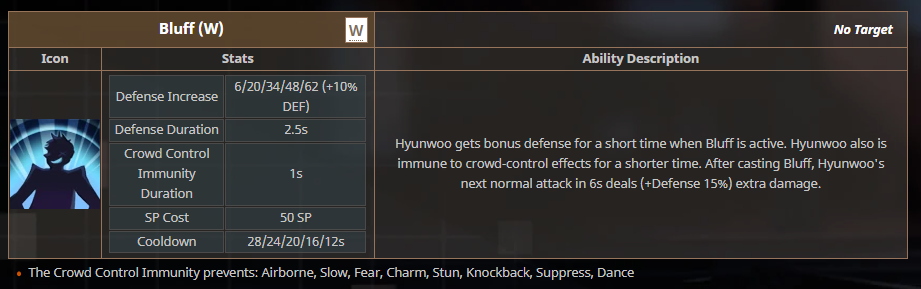 Bluff (W)
W
No Target
Icon
Stats
Ability Description
Defense Increase
6/20/34/48/62 (+10%
DEF)
Defense Duration
2.5s
Crowd Control
Immunity
Duration
1s
SP Cost
50 SP
Cooldown
28/24/20/16/12s
Hyunwoo gets bonus defense for a short time when Bluff is active. Hyunwoo also is
immune to crowd-control effects for a shorter time. After casting Bluff, Hyunwoo's
next normal attack in 6s deals (+Defense 15%) extra damage.
• The Crowd Control Immunity prevents: Airborne, Slow, Fear, Charm, Stun, Knockback, Suppress, Dance